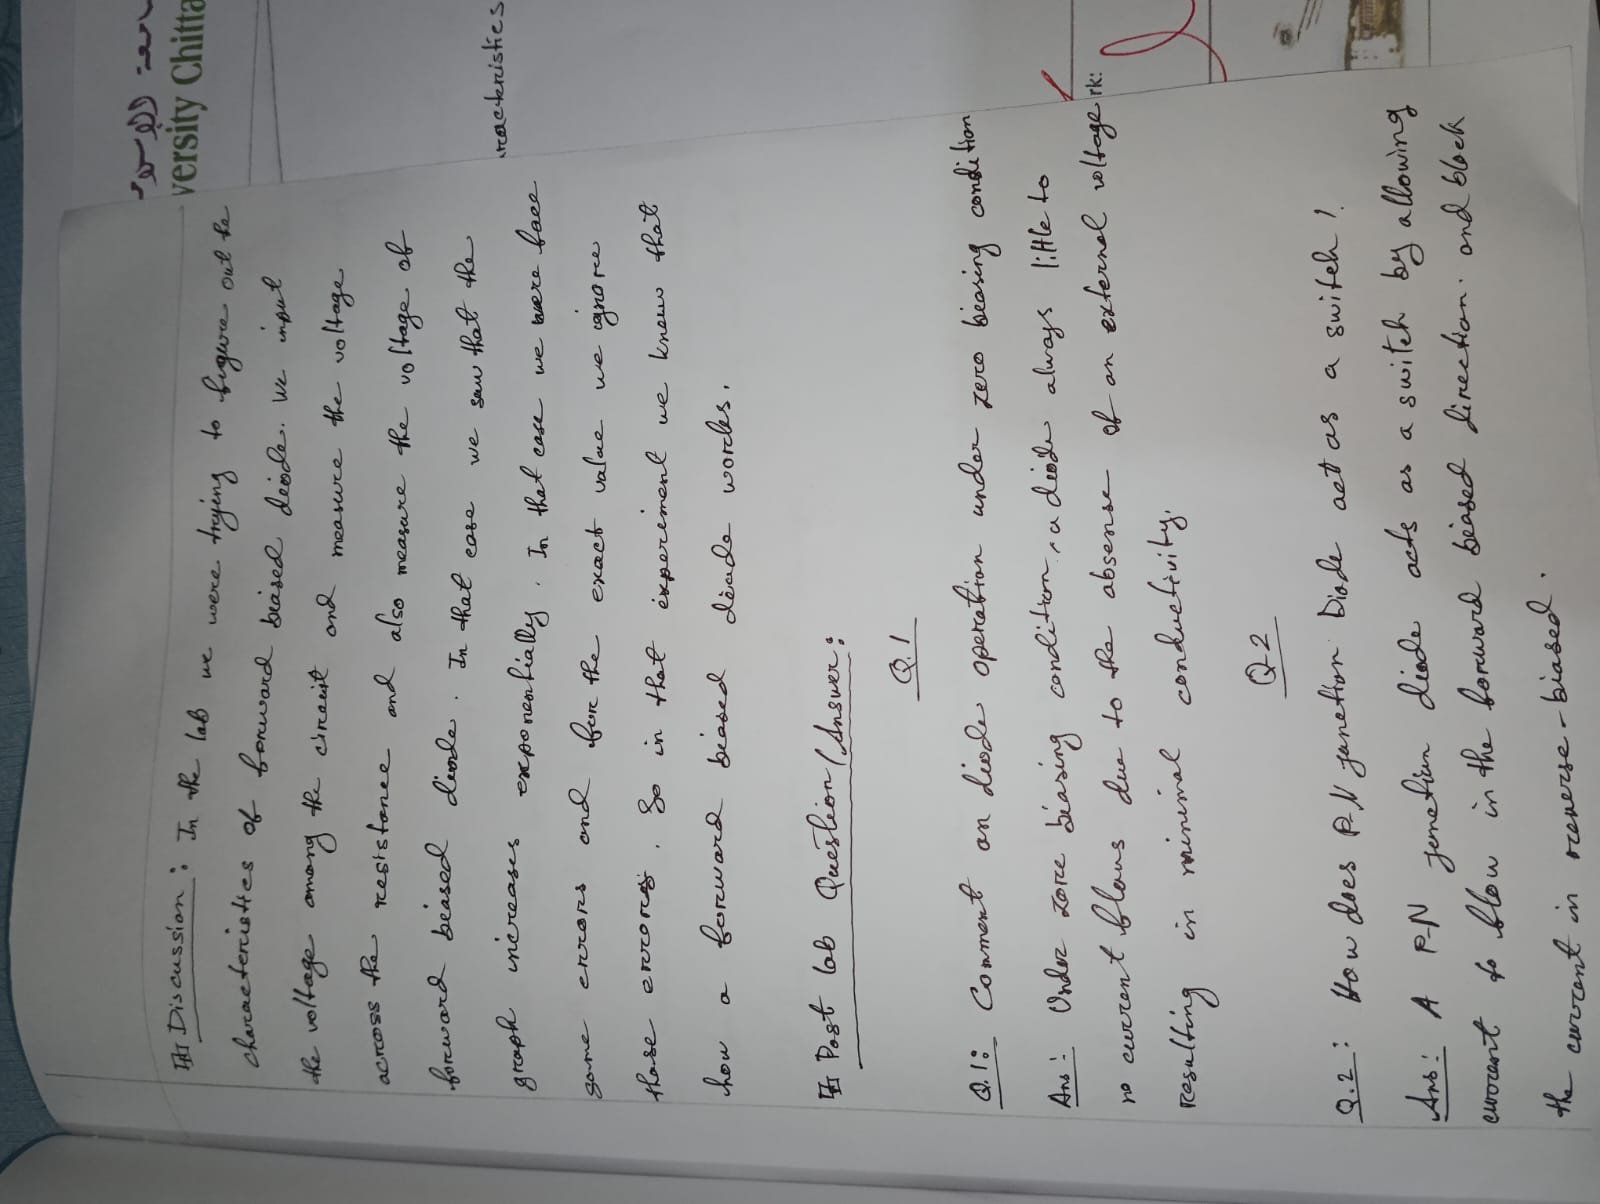 versity Chitta
racteristics
rk:
Discussion: In the lab we were trying to figure out the
characteristics of forward biased diode. we input
the voltage among the circuit and measure the voltage
across the resistance and also measure the voltage of
forward biased diode. In that case we saw that the
graph increases exponentially. In that case we were face
some errors and for the exact value we ignore
those errors. So in that experiment we know that
how a forward biased diode works.
Post lab Question/Answer:
Q.1
Q.1: Comment on diode operation under zero biasing condition
Ans: Under zore biasing condition, a diode always little to
no current flows due to the absense of an external voltage
resulting in minimal conductivity.
Q-2
Q.2: How does P.N junction Diode act as a switch?
Ans: A P-N junction diode acts as a switch by allowing
current to flow in the forward biased direction. and block
the current in reverse-biased.